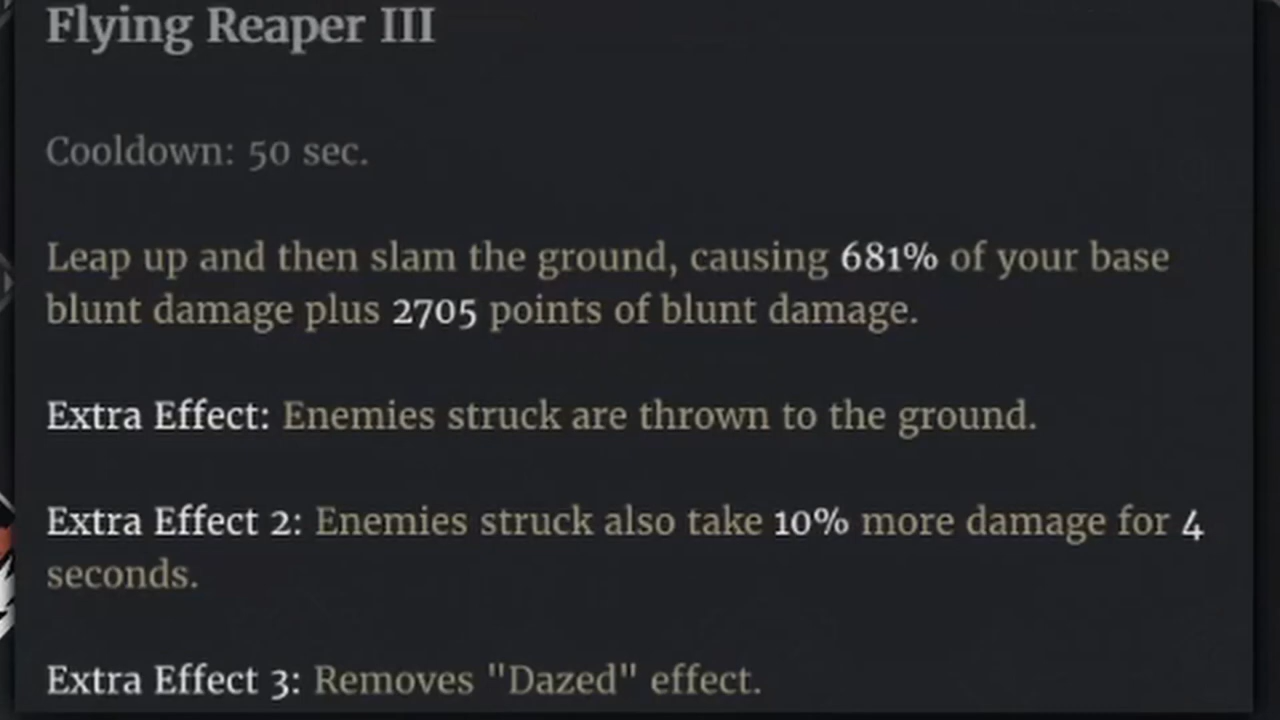 Flying Reaper III
Cooldown: 50 sec.
Leap up and then slam the ground, causing 681% of your base
blunt damage plus 2705 points of blunt damage.
Extra Effect: Enemies struck are thrown to the ground.
Extra Effect 2: Enemies struck also take 10% more damage for 4
seconds.
Extra Effect 3: Removes "Dazed" effect.